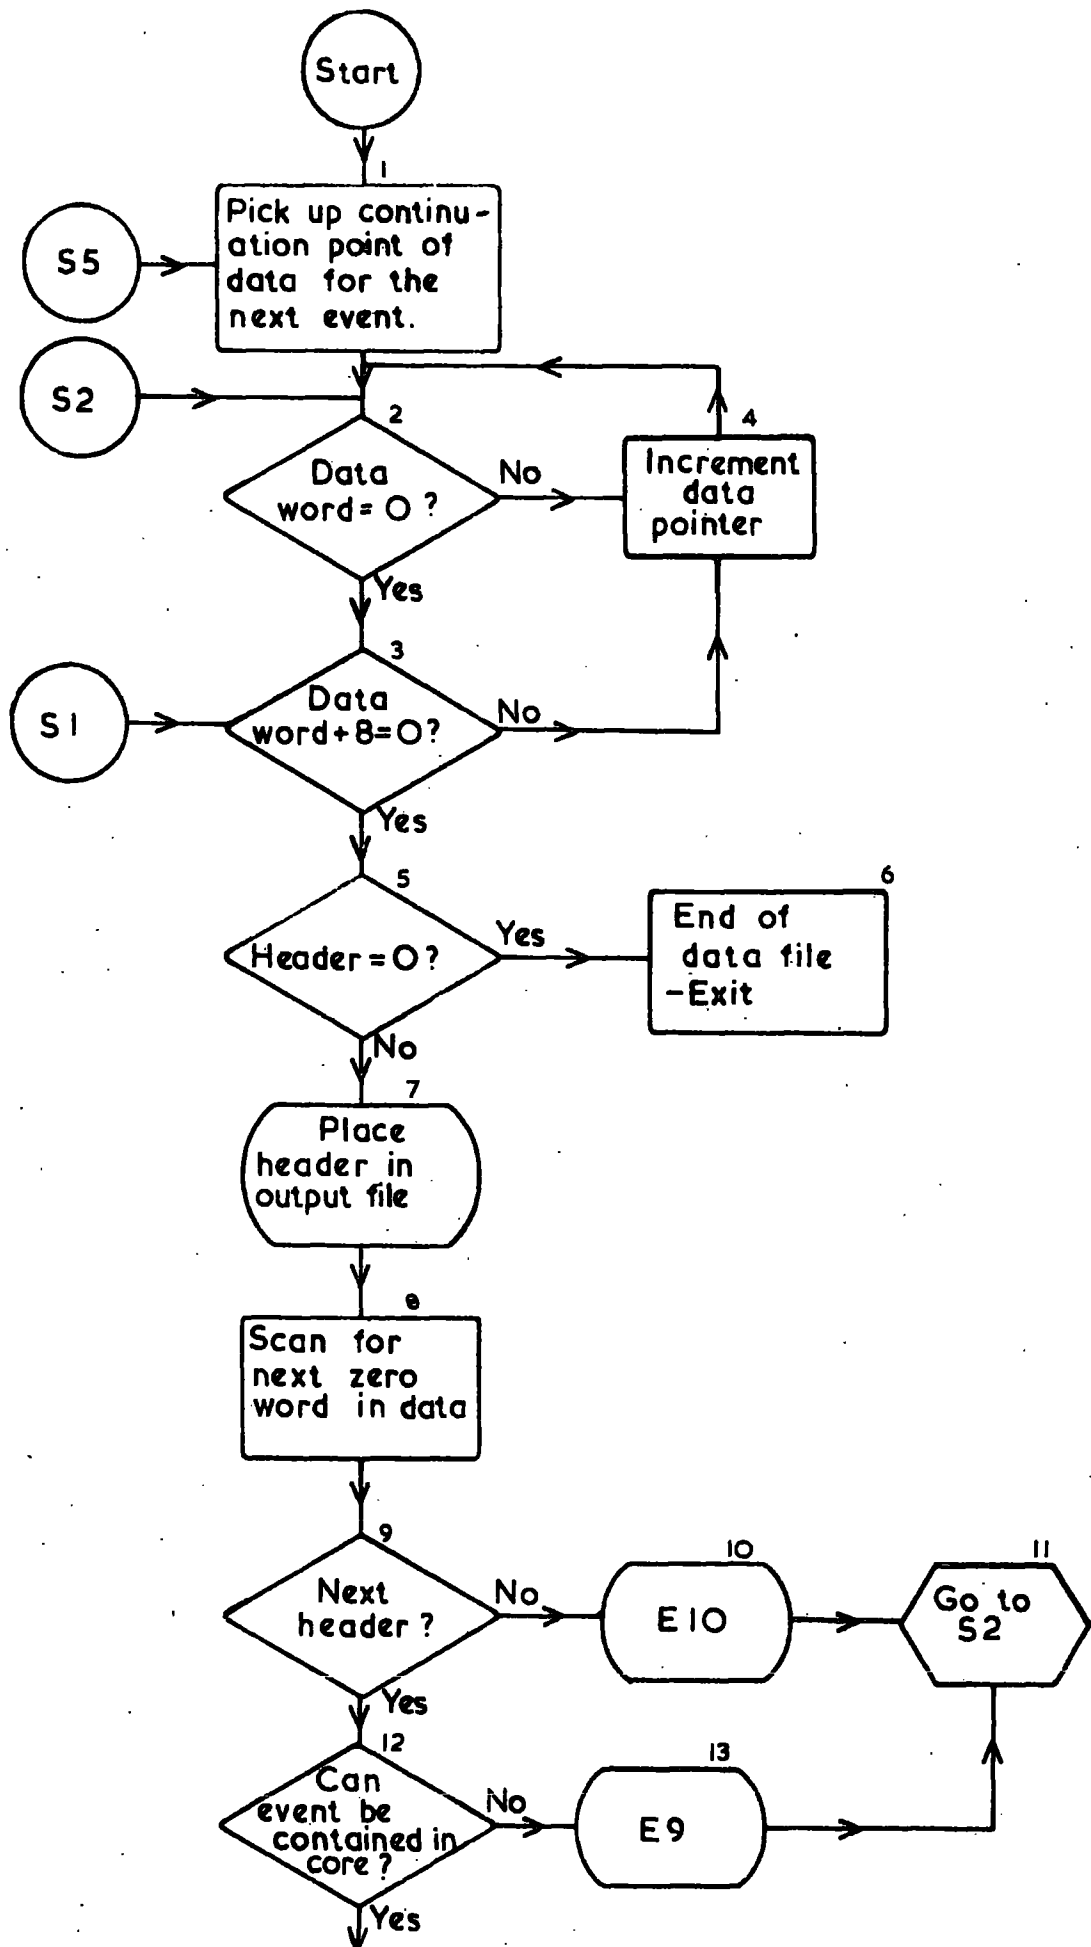 Start
1
Pick up continu-
ation point of
data for the
next event.
S5
S2
2
Data
word = 0 ?
No
4
Increment
data
pointer
Yes
3
Data
word+8=0?
No
S1
Yes
5
Header = 0 ?
Yes
6
End of
data file
-Exit
No
7
Place
header in
output file
8
Scan for
next zero
word in data
9
Next
header ?
No
10
E10
11
Go to
S2
Yes
12
Can
event be
contained in
core ?
No
13
E9
Yes